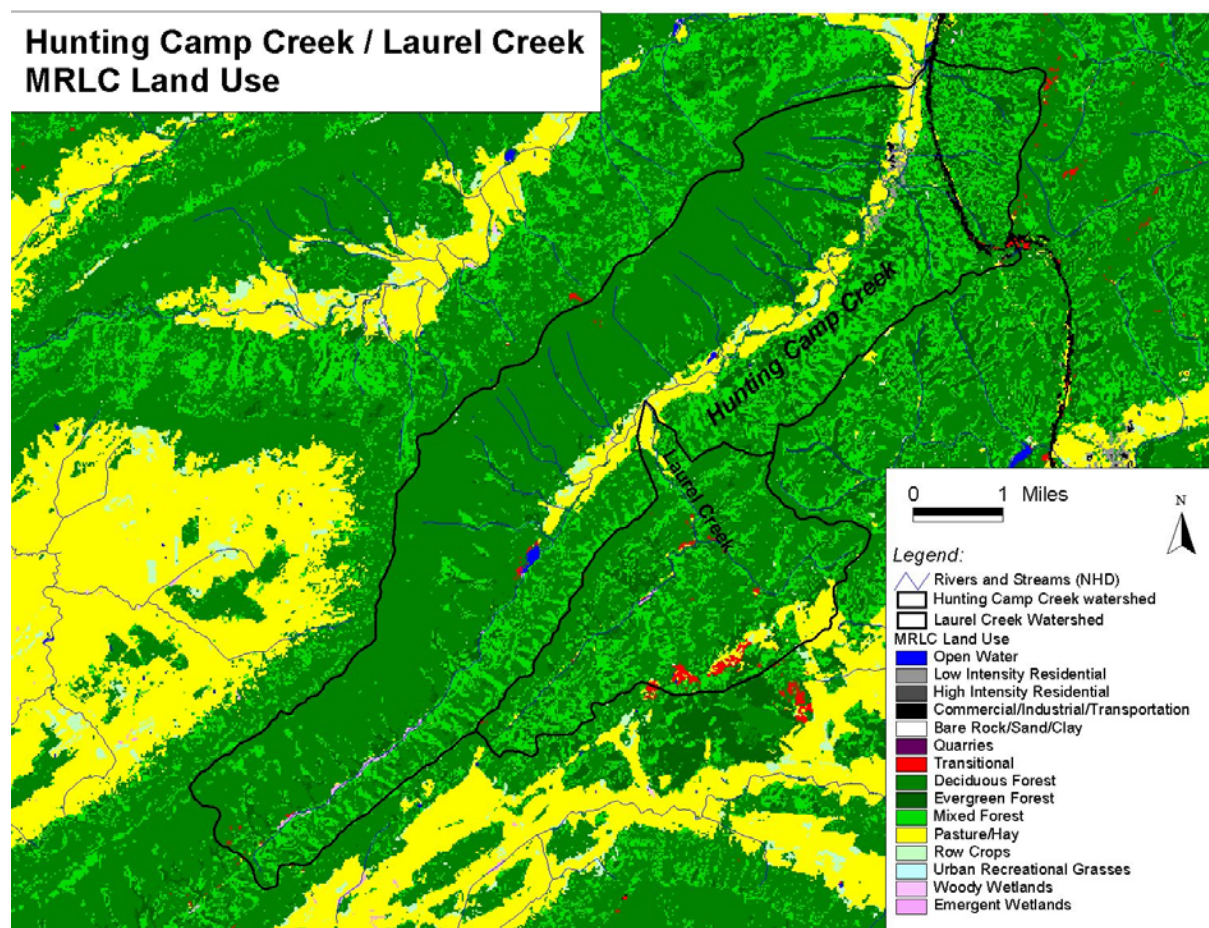 Hunting Camp Creek / Laurel Creek
MRLC Land Use
Hunting Camp Creek
Laurel Creek
0 1 Miles
N
Legend:
Rivers and Streams (NHD)
Hunting Camp Creek watershed
Laurel Creek Watershed
MRLC Land Use
Open Water
Low Intensity Residential
High Intensity Residential
Commercial/Industrial/Transportation
Bare Rock/Sand/Clay
Quarries
Transitional
Deciduous Forest
Evergreen Forest
Mixed Forest
Pasture/Hay
Row Crops
Urban Recreational Grasses
Woody Wetlands
Emergent Wetlands